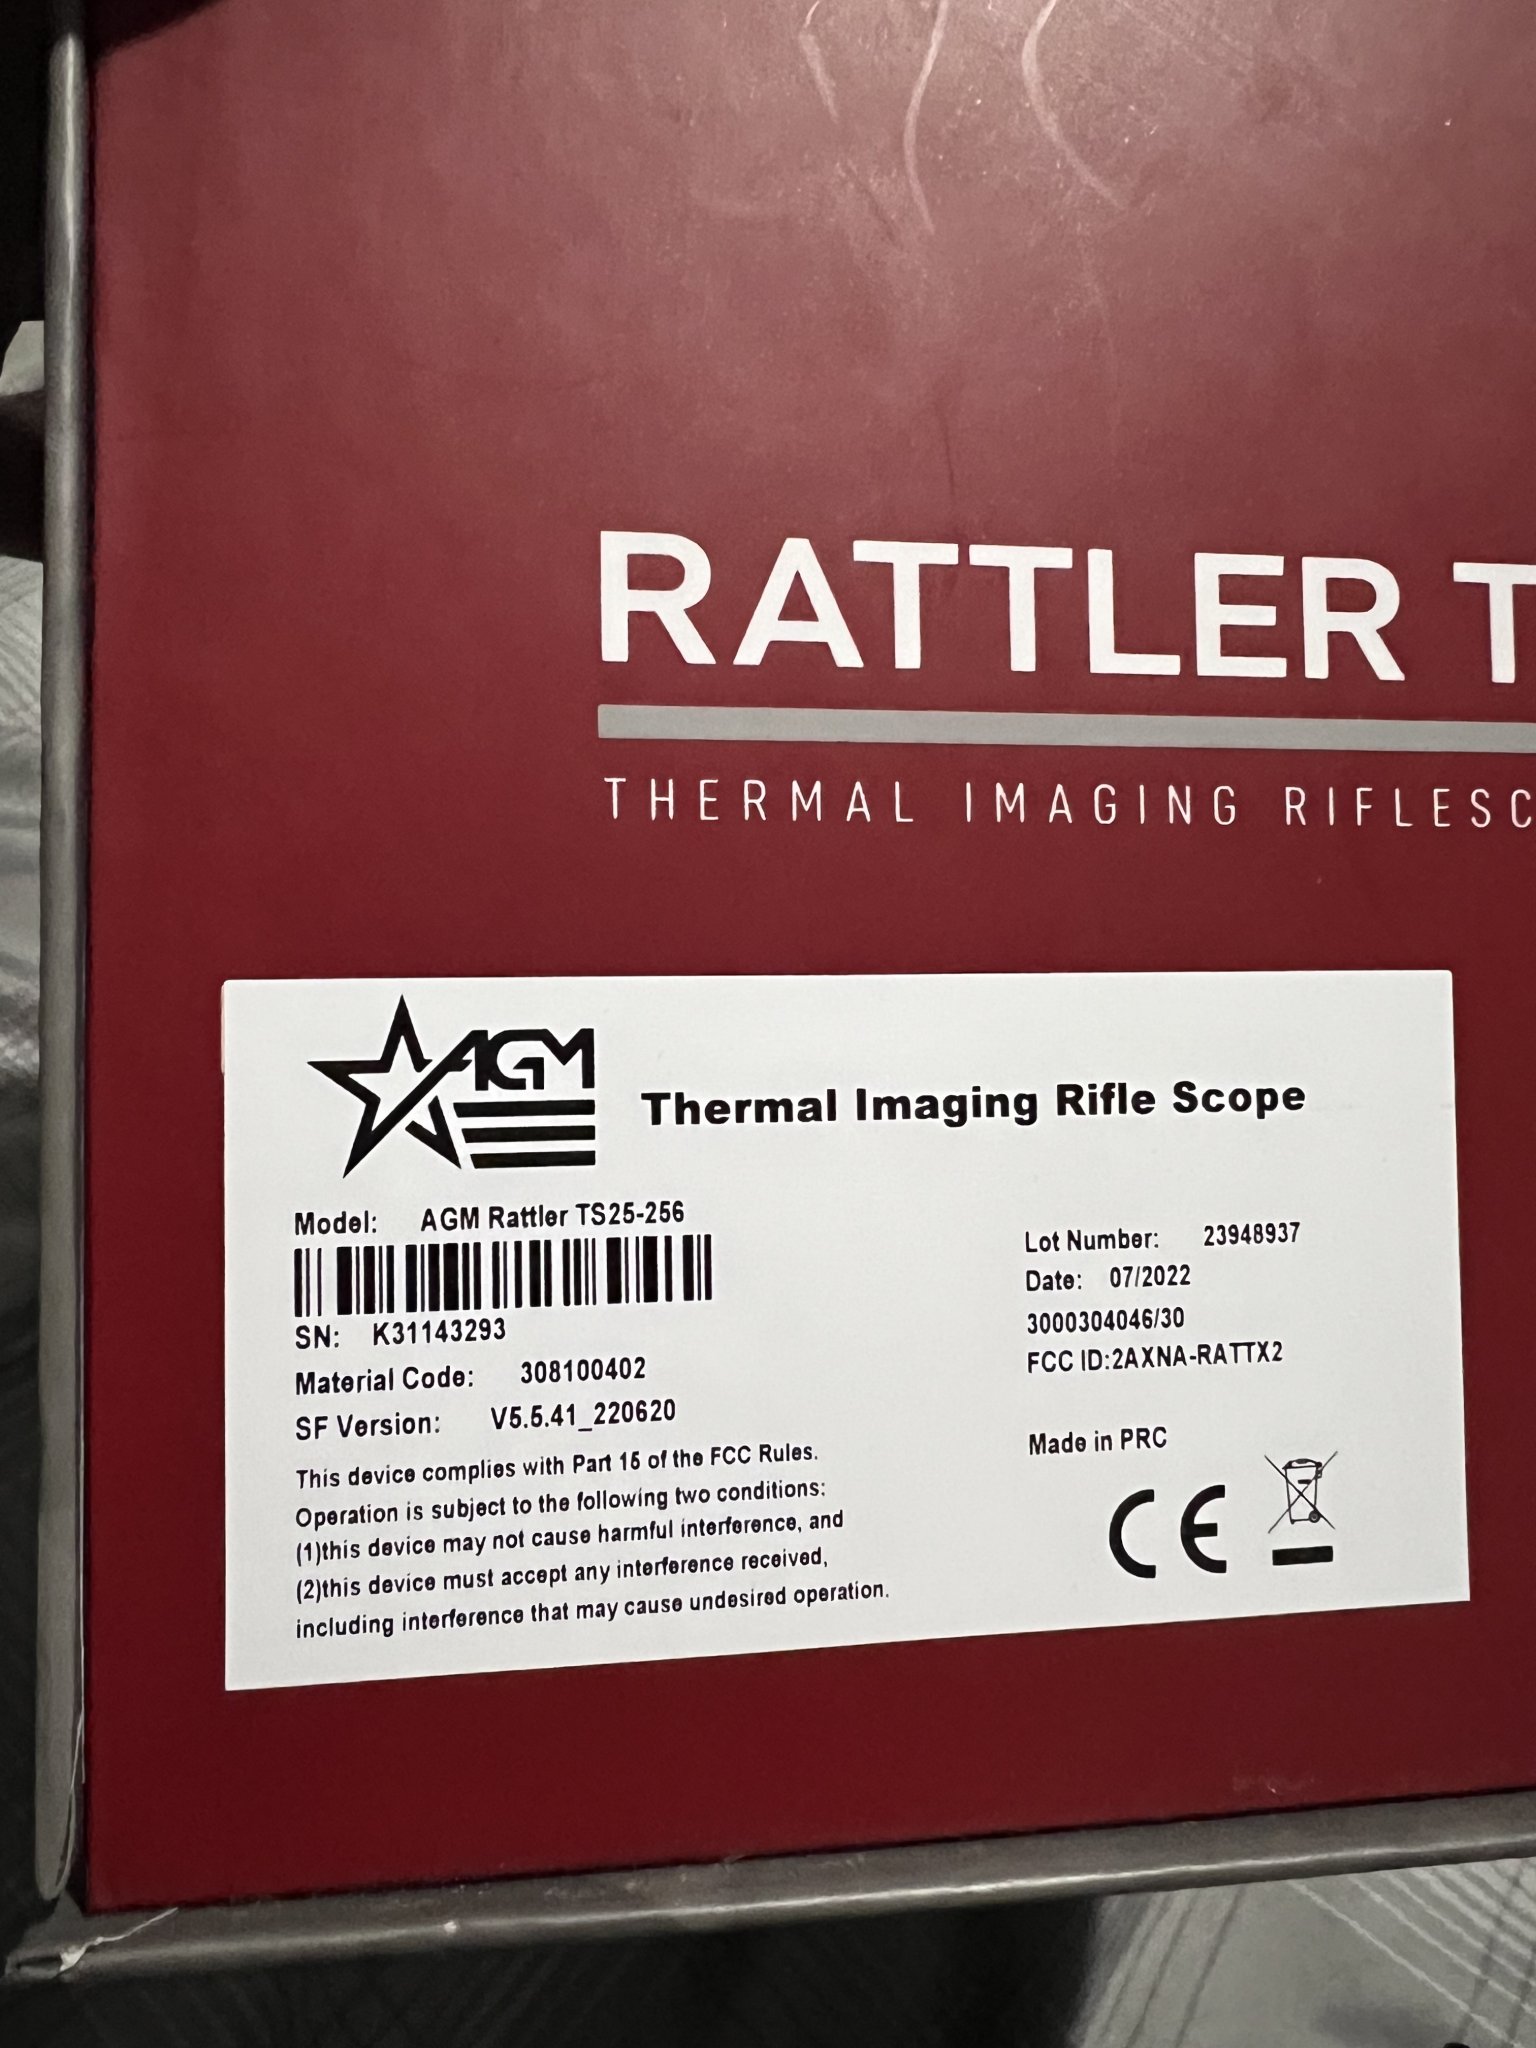 RATTLER T
THERMAL IMAGING RIFLESC
AGM
Thermal Imaging Rifle Scope
Model: AGM Rattler TS25-256
SN: K31143293
Material Code: 308100402
SF Version: V5.5.41_220620
This device complies with Part 15 of the FCC Rules.
Operation is subject to the following two conditions:
(1)this device may not cause harmful interference, and
(2)this device must accept any interference received,
including interference that may cause undesired operation.
Lot Number: 23948937
Date: 07/2022
3000304046/30
FCC ID:2AXNA-RATTX2
Made in PRC
CE